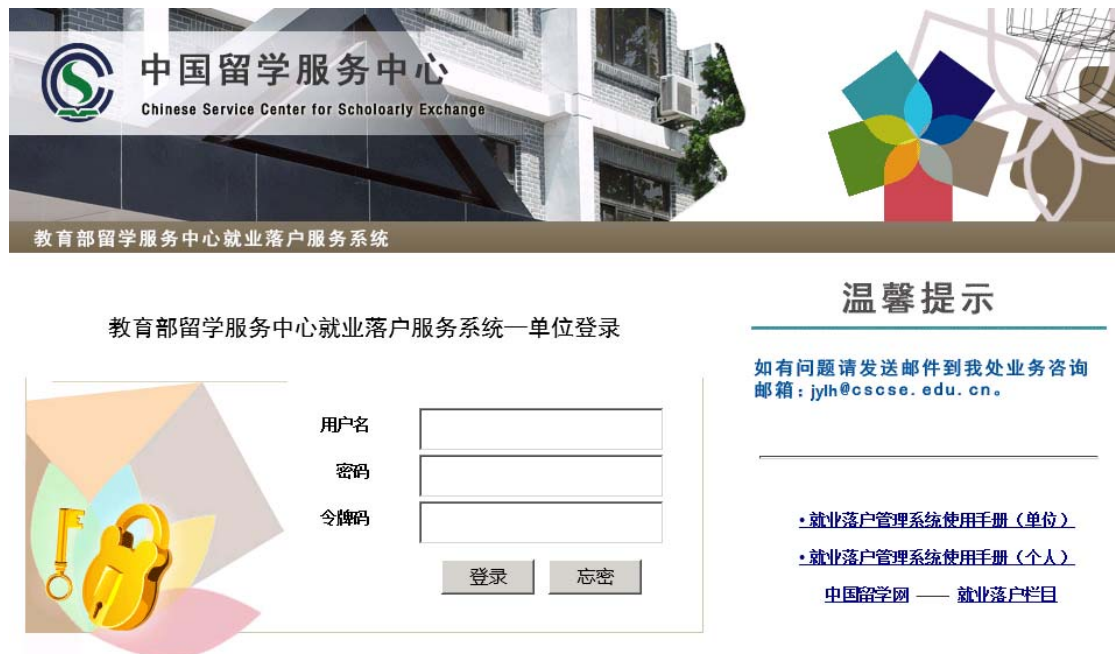 中国留学服务中心
Chinese Service Center for Scholoarly Exchange
教育部留学服务中心就业落户服务系统
教育部留学服务中心就业落户服务系统—单位登录
用户名
密码
令牌码
登录 忘密
温馨提示
如有问题请发送邮件到我处业务咨询
邮箱：jylh@cscse.edu.cn。
•就业落户管理系统使用手册（单位）
•就业落户管理系统使用手册（个人）
中国留学网 —— 就业落户栏目